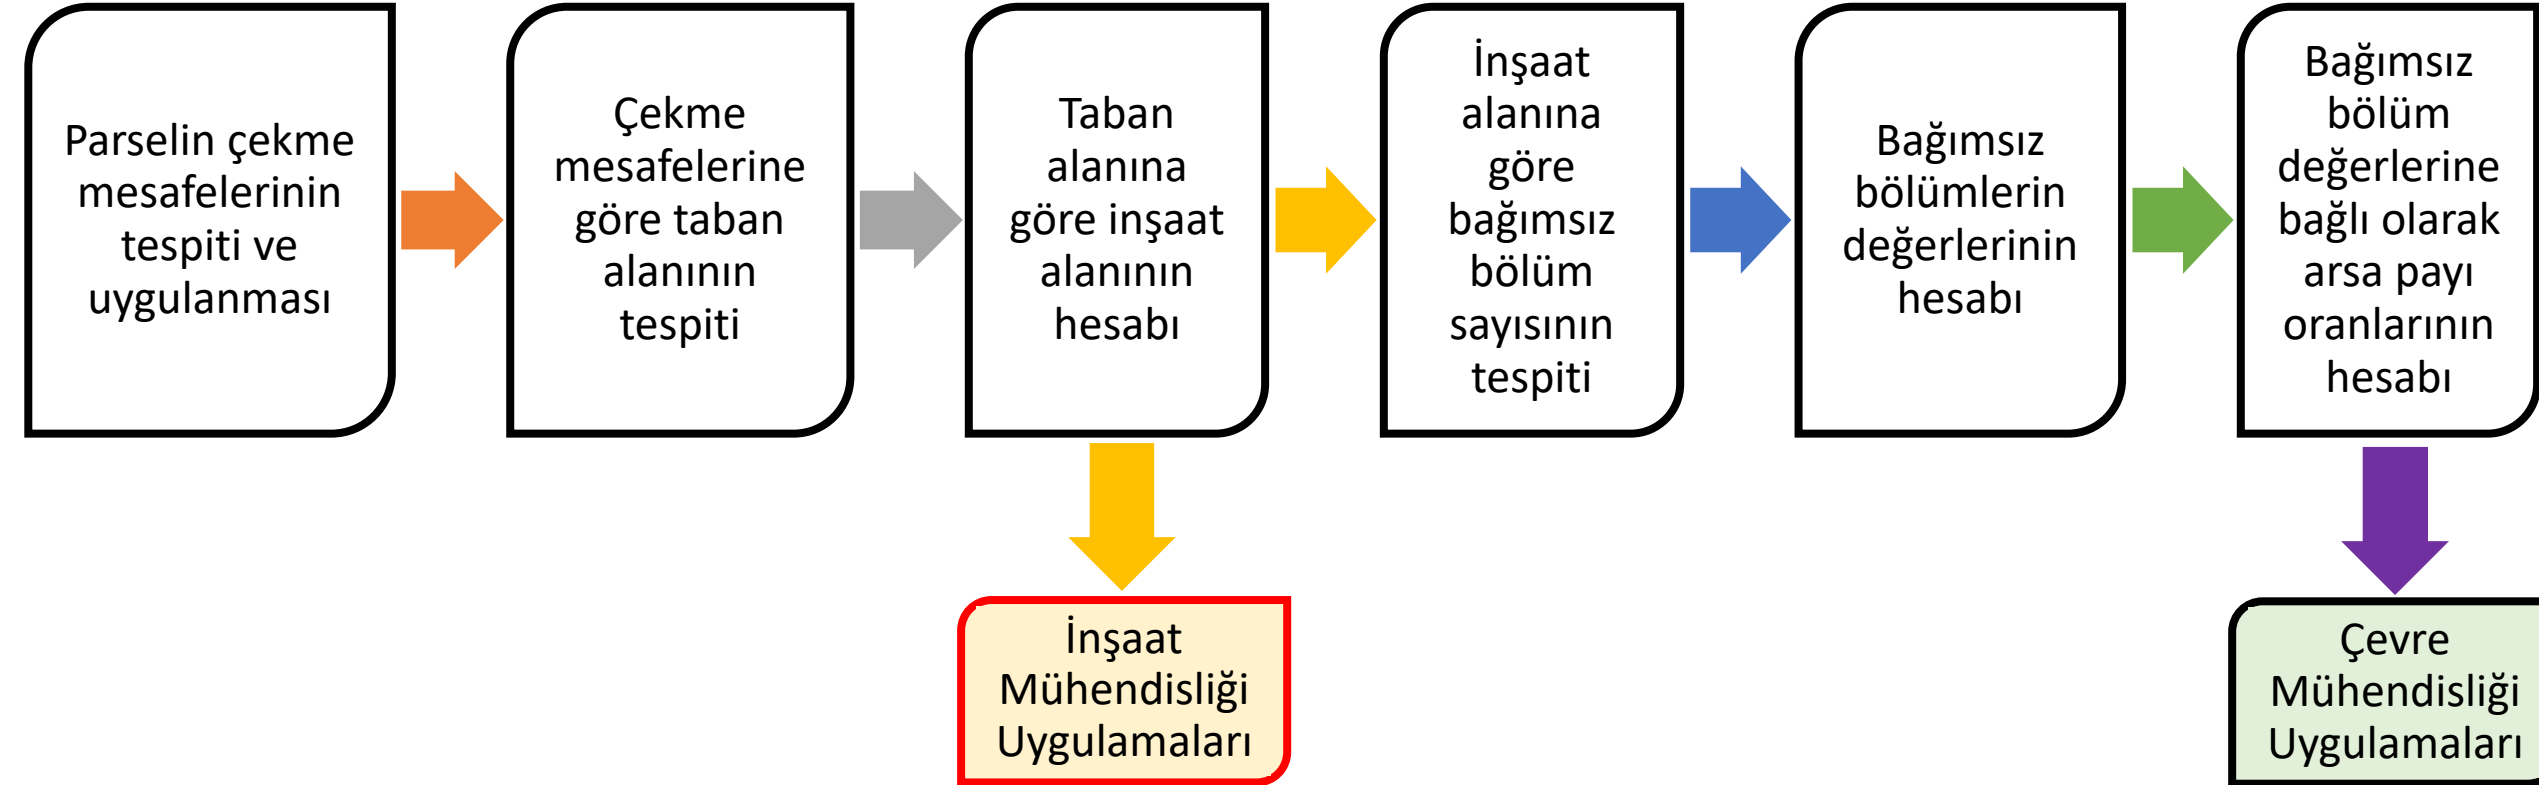 Parselin çekme
mesafelerinin
tespiti ve
uygulanması
Çekme
mesafelerine
göre taban
alanının
tespiti
Taban
alanına
göre inşaat
alanının
hesabı
İnşaat
alanına
göre
bağımsız
bölüm
sayısının
tespiti
Bağımsız
bölümlerin
değerlerinin
hesabı
Bağımsız
bölüm
değerlerine
bağlı olarak
arsa payı
oranlarının
hesabı
İnşaat
Mühendisliği
Uygulamaları
Çevre
Mühendisliği
Uygulamaları